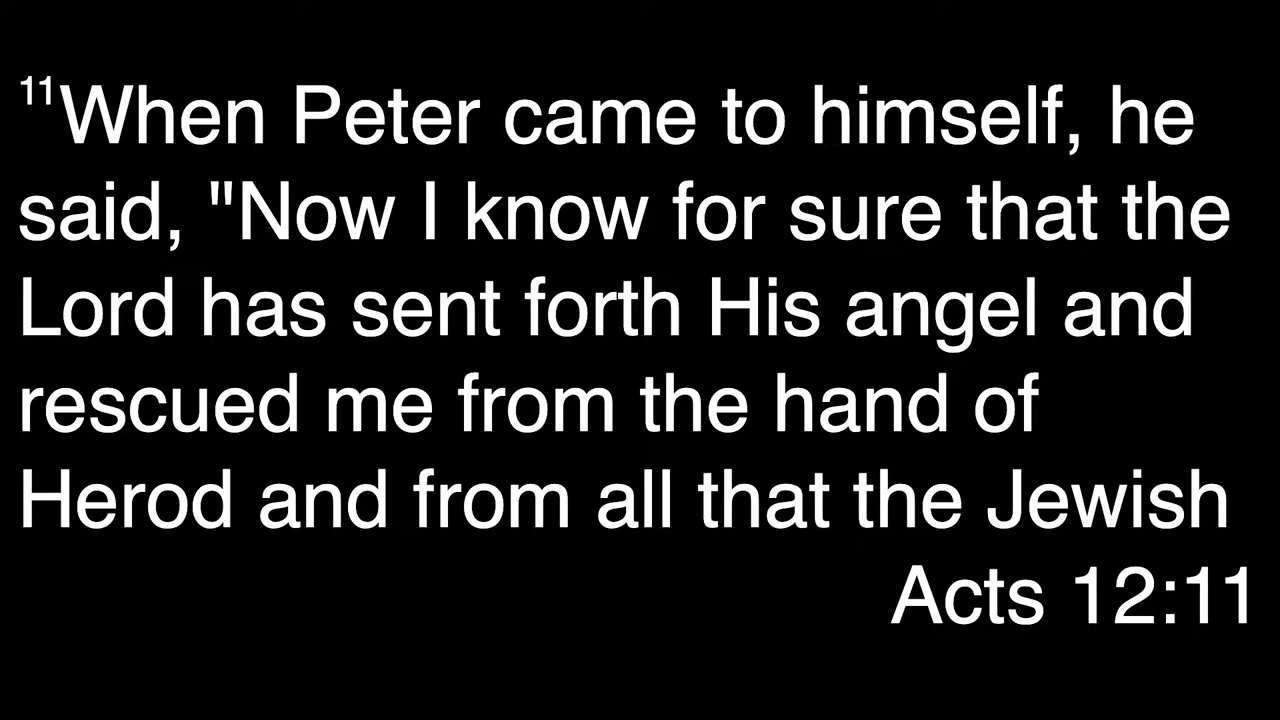 11When Peter came to himself, he
said, "Now I know for sure that the
Lord has sent forth His angel and
rescued me from the hand of
Herod and from all that the Jewish
Acts 12:11